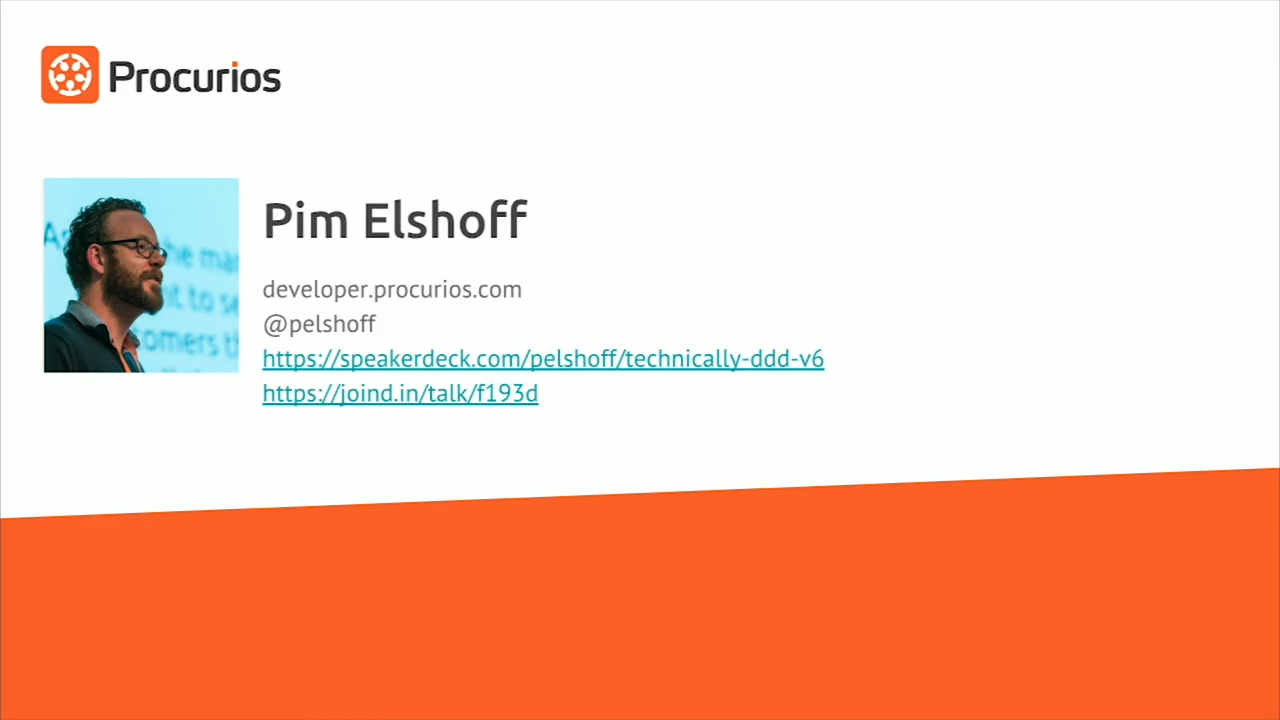 Procurios
Pim Elshoff
developer.procurios.com
@pelshoff
https://speakerdeck.com/pelshoff/technically-ddd-v6
https://joind.in/talk/f193d